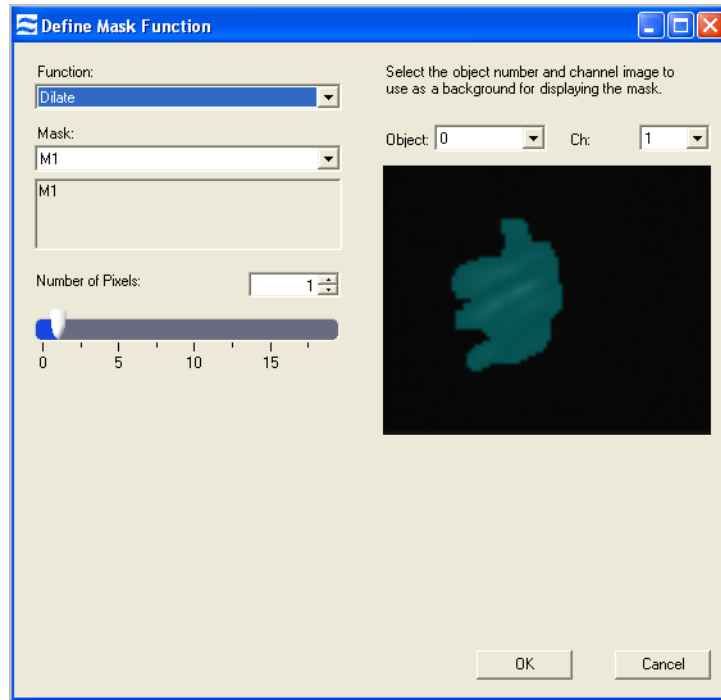 Define Mask Function
Function:
Dilate
Mask:
M1
M1
Number of Pixels:
1
0 5 10 15
Select the object number and channel image to
use as a background for displaying the mask.
Object: 0 Ch: 1
OK Cancel